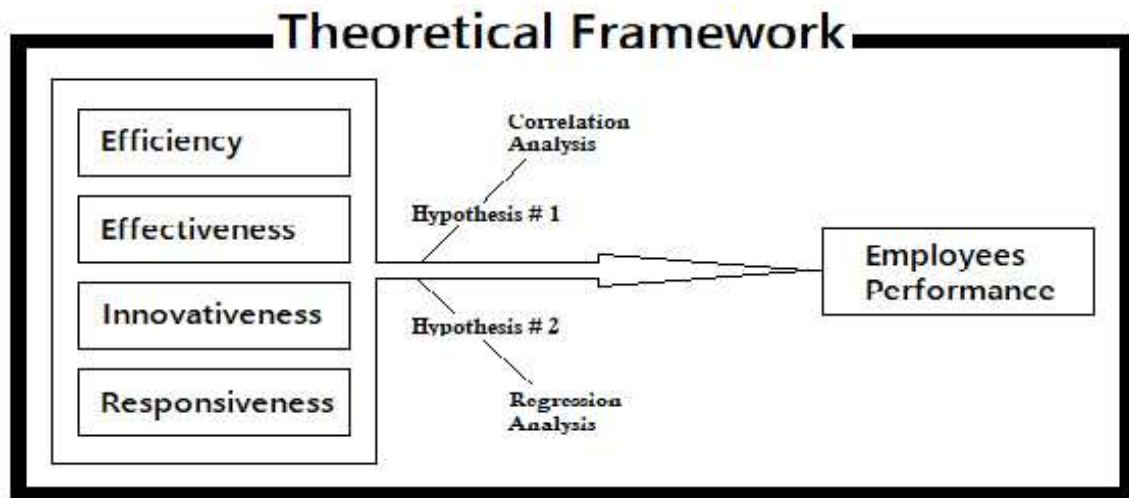 Theoretical Framework
Efficiency
Effectiveness
Innovativeness
Responsiveness
Correlation
Analysis
Hypothesis # 1
Hypothesis # 2
Regression
Analysis
Employees
Performance